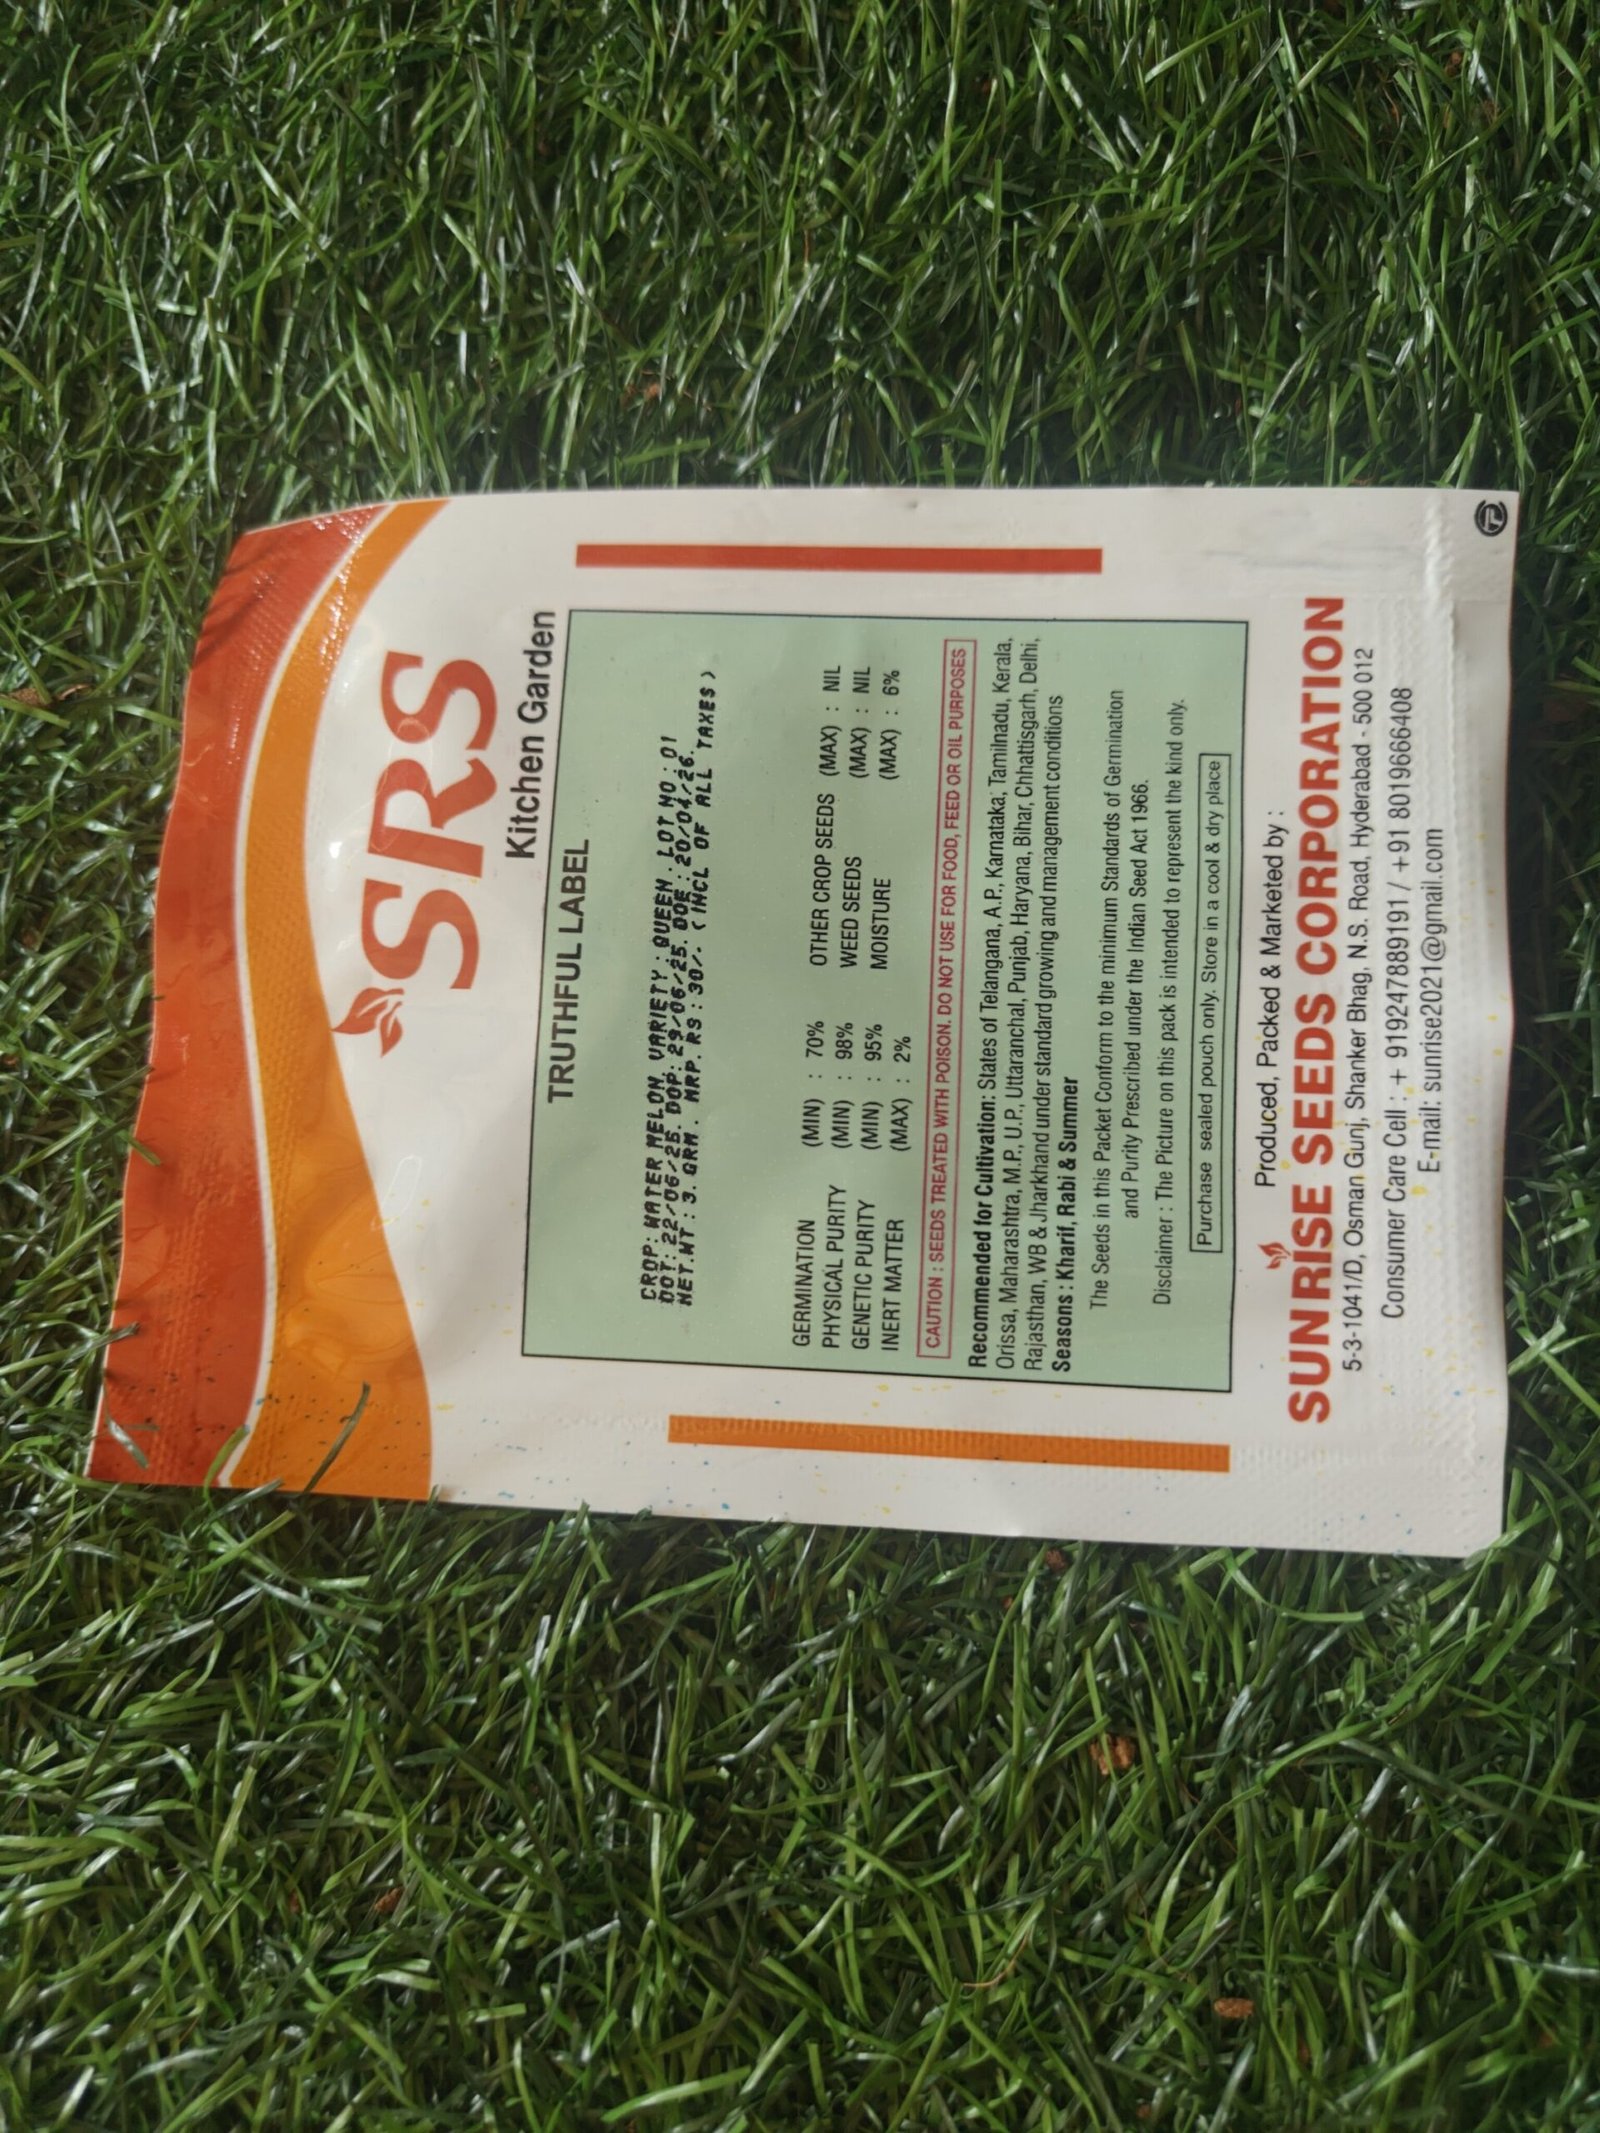 SRS
Kitchen Garden
TRUTHFUL LABEL
CROP: WATER MELON. VARIETY: QUEEN. LOT NO: 01
DOT: 22/06/25. DOP: 29/06/25. DOE: 20/04/26.
NET.WT: 3. GRM. MRP. RS: 30/. (INCL OF ALL TAXES)
GERMINATION (MIN) : 70% OTHER CROP SEEDS (MAX) : NIL
PHYSICAL PURITY (MIN) : 98% WEED SEEDS (MAX) : NIL
GENETIC PURITY (MIN) : 95% MOISTURE (MAX) : 6%
INERT MATTER (MAX) : 2%
CAUTION : SEEDS TREATED WITH POISON. DO NOT USE FOR FOOD, FEED OR OIL PURPOSES
Recommended for Cultivation: States of Telangana, A.P., Karnataka, Tamilnadu, Kerala,
Orissa, Maharashtra, M.P., U.P., Uttaranchal, Punjab, Haryana, Bihar, Chhattisgarh, Delhi,
Rajasthan, WB & Jharkhand under standard growing and management conditions
Seasons : Kharif, Rabi & Summer
The Seeds in this Packet Conform to the minimum Standards of Germination
and Purity Prescribed under the Indian Seed Act 1966.
Disclaimer : The Picture on this pack is intended to represent the kind only.
Purchase sealed pouch only. Store in a cool & dry place
Produced, Packed & Marketed by :
SUNRISE SEEDS CORPORATION
5-3-1041/D, Osman Gunj, Shanker Bhag, N.S. Road, Hyderabad - 500 012
Consumer Care Cell : + 919247889191 / +91 8019666408
E-mail: sunrise2021@gmail.com